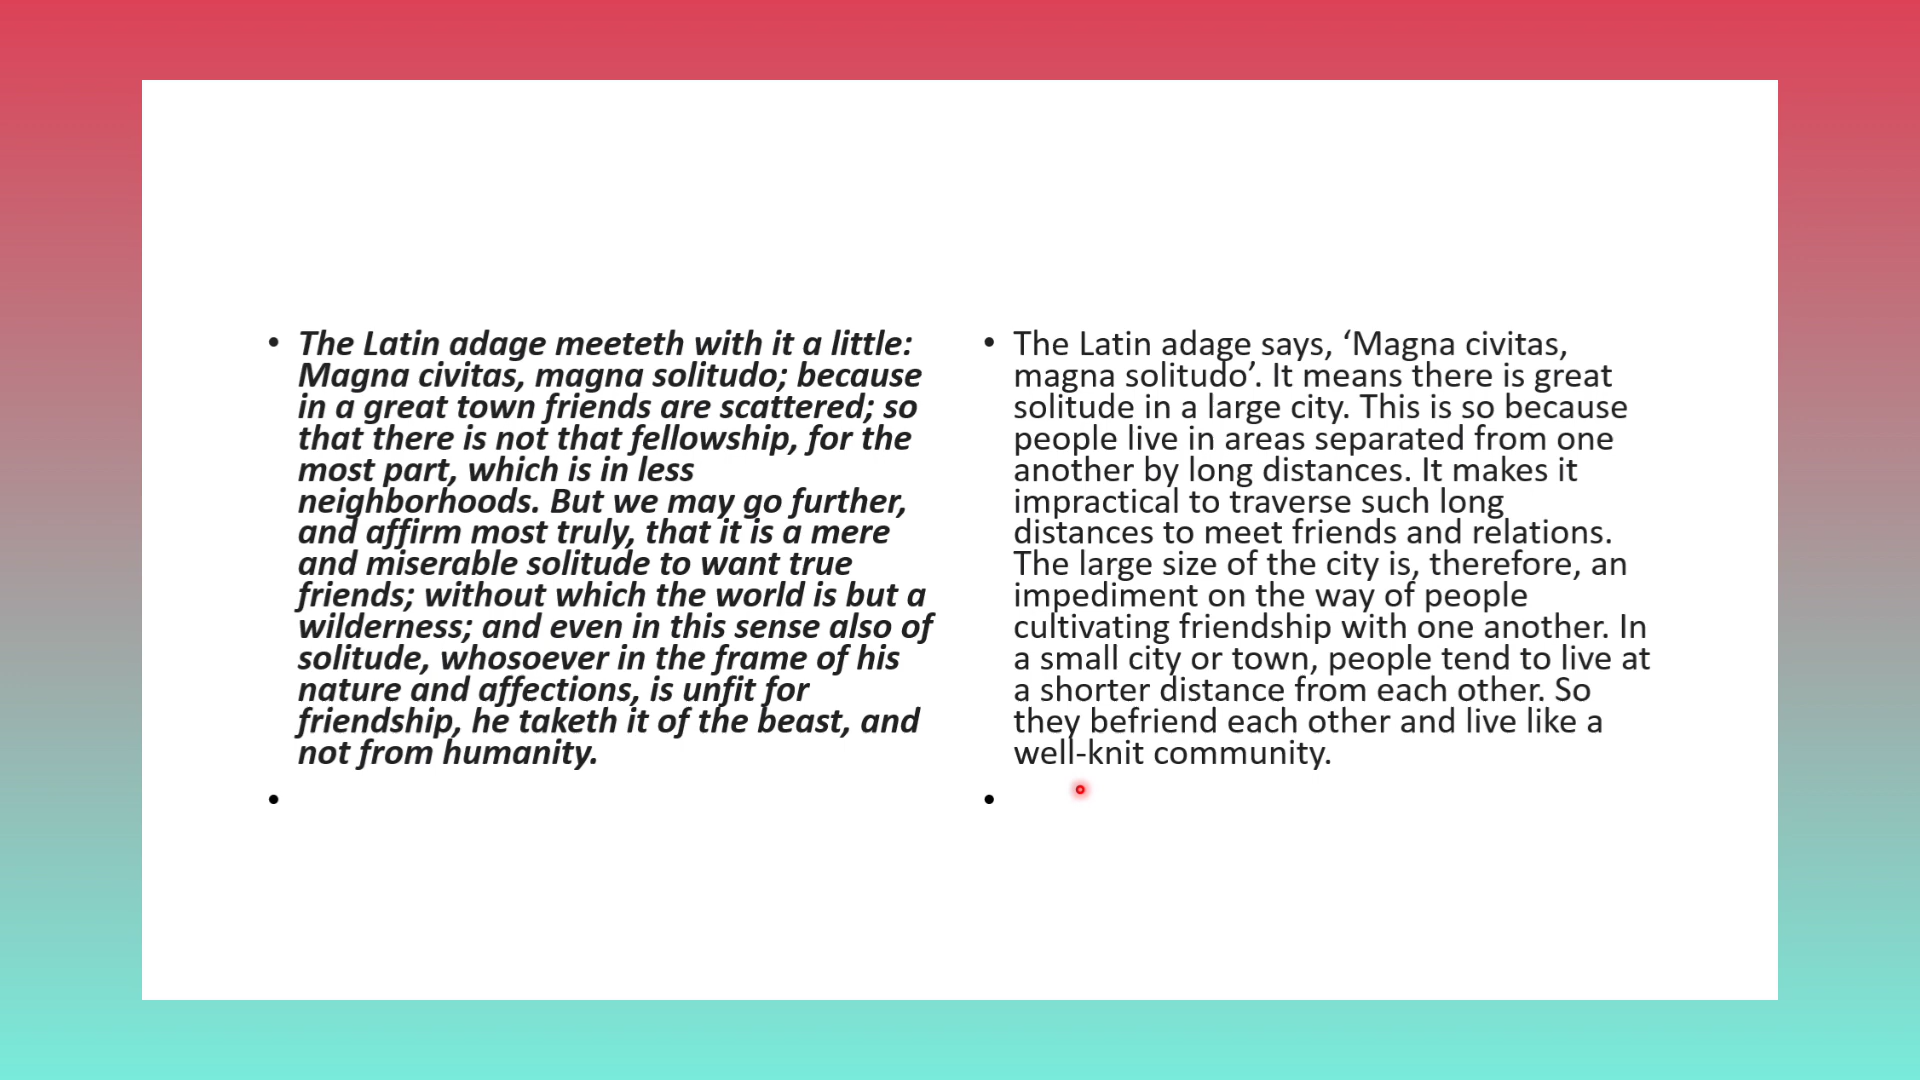 • The Latin adage meeteth with it a little:
Magna civitas, magna solitudo; because
in a great town friends are scattered; so
that there is not that fellowship, for the
most part, which is in less
neighborhoods. But we may go further,
and affirm most truly, that it is a mere
and miserable solitude to want true
friends; without which the world is but a
wilderness; and even in this sense also of
solitude, whosoever in the frame of his
nature and affections, is unfit for
friendship, he taketh it of the beast, and
not from humanity.
•
• The Latin adage says, ‘Magna civitas,
magna solitudo’. It means there is great
solitude in a large city. This is so because
people live in areas separated from one
another by long distances. It makes it
impractical to traverse such long
distances to meet friends and relations.
The large size of the city is, therefore, an
impediment on the way of people
cultivating friendship with one another. In
a small city or town, people tend to live at
a shorter distance from each other. So
they befriend each other and live like a
well-knit community.
•